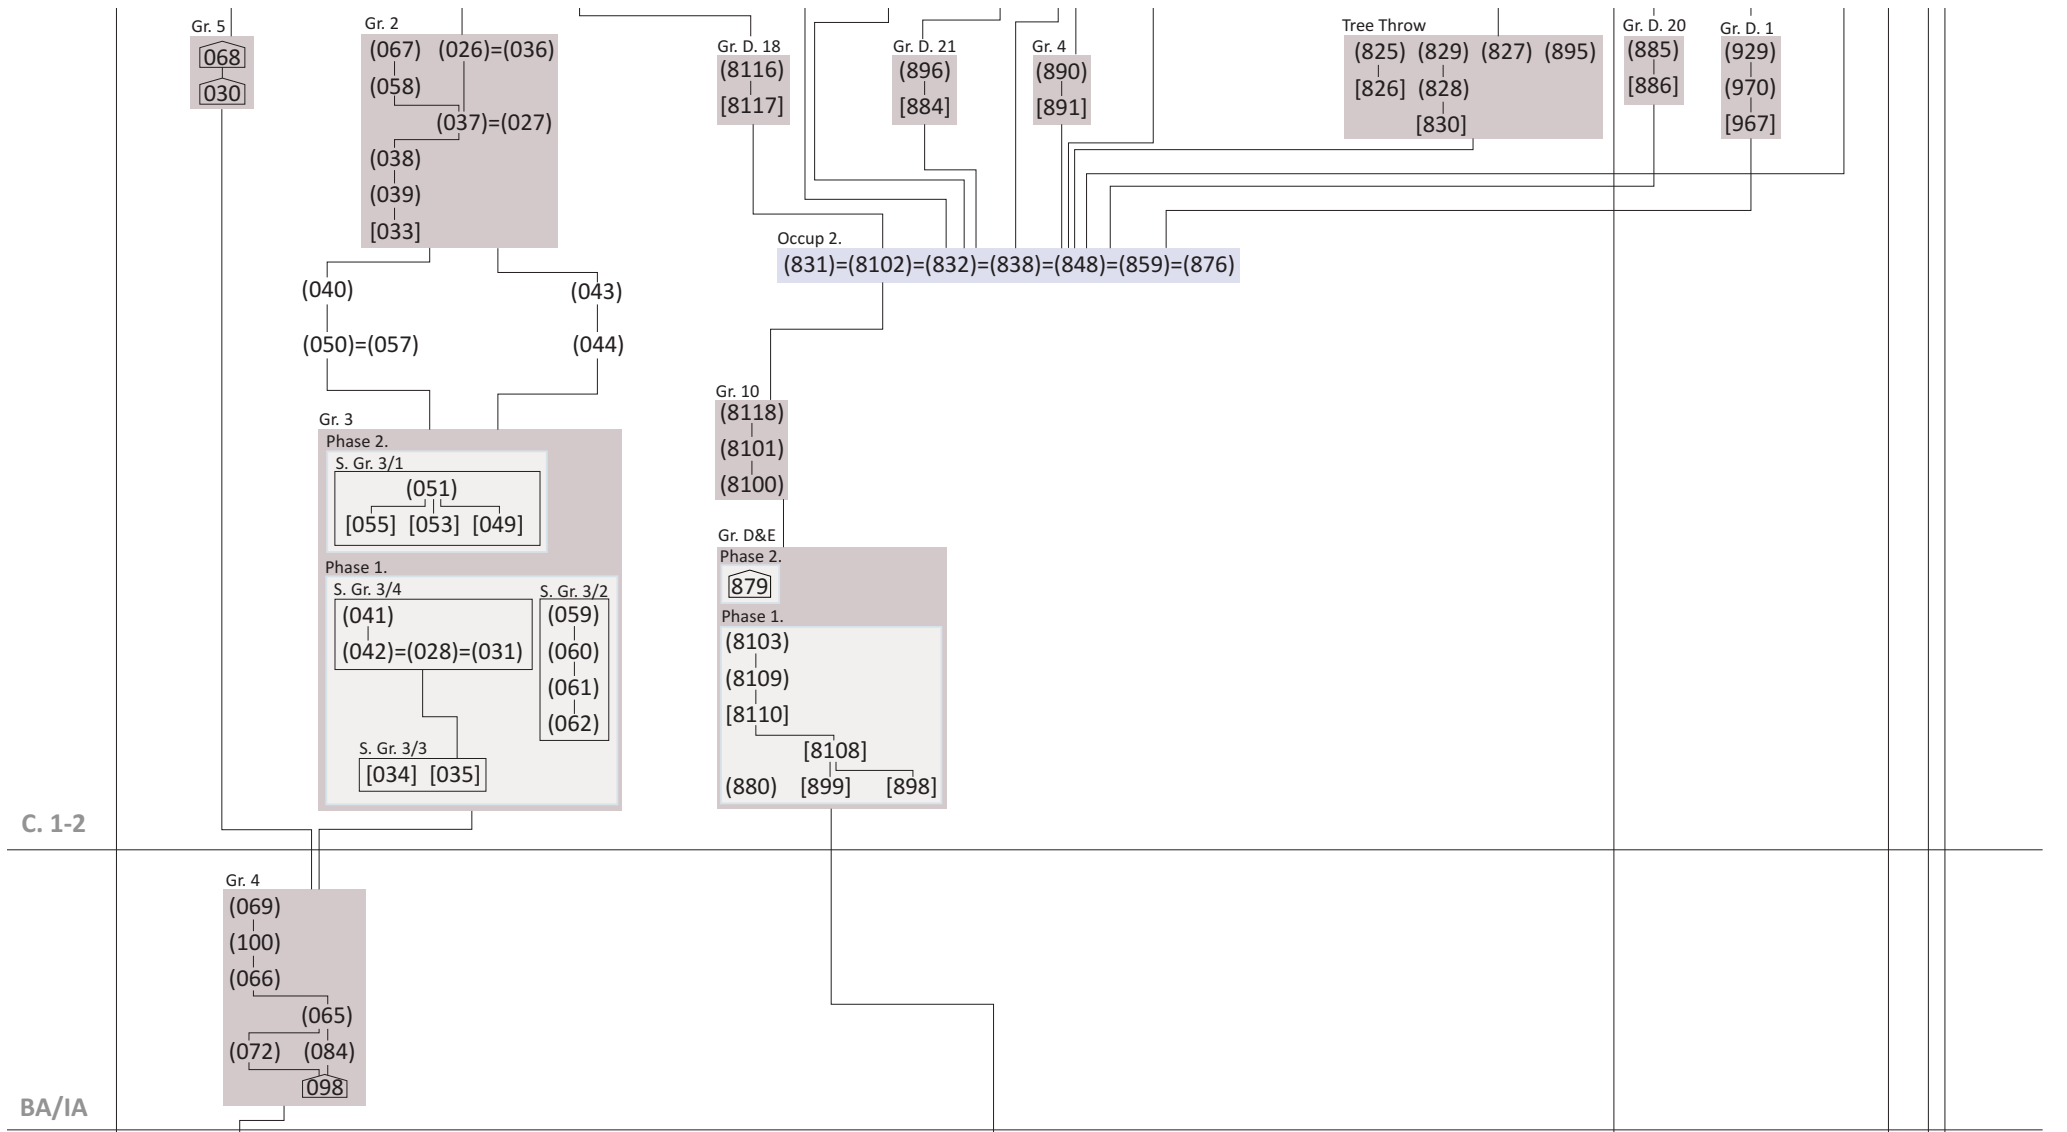 Gr. 5
068
030
Gr. 2
(067) (026)=(036)
(058)
(037)=(027)
(038)
(039)
[033]
Gr. D. 18
(8116)
[8117]
Gr. D. 21
(896)
[884]
Gr. 4
(890)
[891]
Tree Throw
(825) (829) (827) (895)
[826] (828)
[830]
Gr. D. 20
(885)
[886]
Gr. D. 1
(929)
(970)
[967]
Occup 2.
(831)=(8102)=(832)=(838)=(848)=(859)=(876)
(040) (043)
(050)=(057) (044)
Gr. 3
Phase 2.
S. Gr. 3/1
(051)
[055] [053] [049]
Phase 1.
S. Gr. 3/4
(041)
(042)=(028)=(031)
S. Gr. 3/2
(059)
(060)
(061)
(062)
S. Gr. 3/3
[034] [035]
Gr. 10
(8118)
(8101)
(8100)
Gr. D&E
Phase 2.
879
Phase 1.
(8103)
(8109)
[8110]
[8108]
(880) [899] [898]
C. 1-2
Gr. 4
(069)
(100)
(066)
(065)
(072) (084)
098
BA/IA